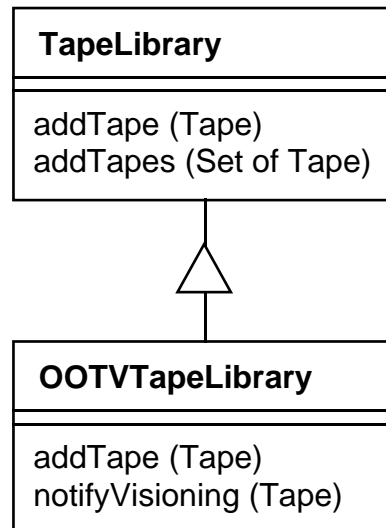 TapeLibrary
addTape (Tape)
addTapes (Set of Tape)
OOTVTapeLibrary
addTape (Tape)
notifyVisioning (Tape)